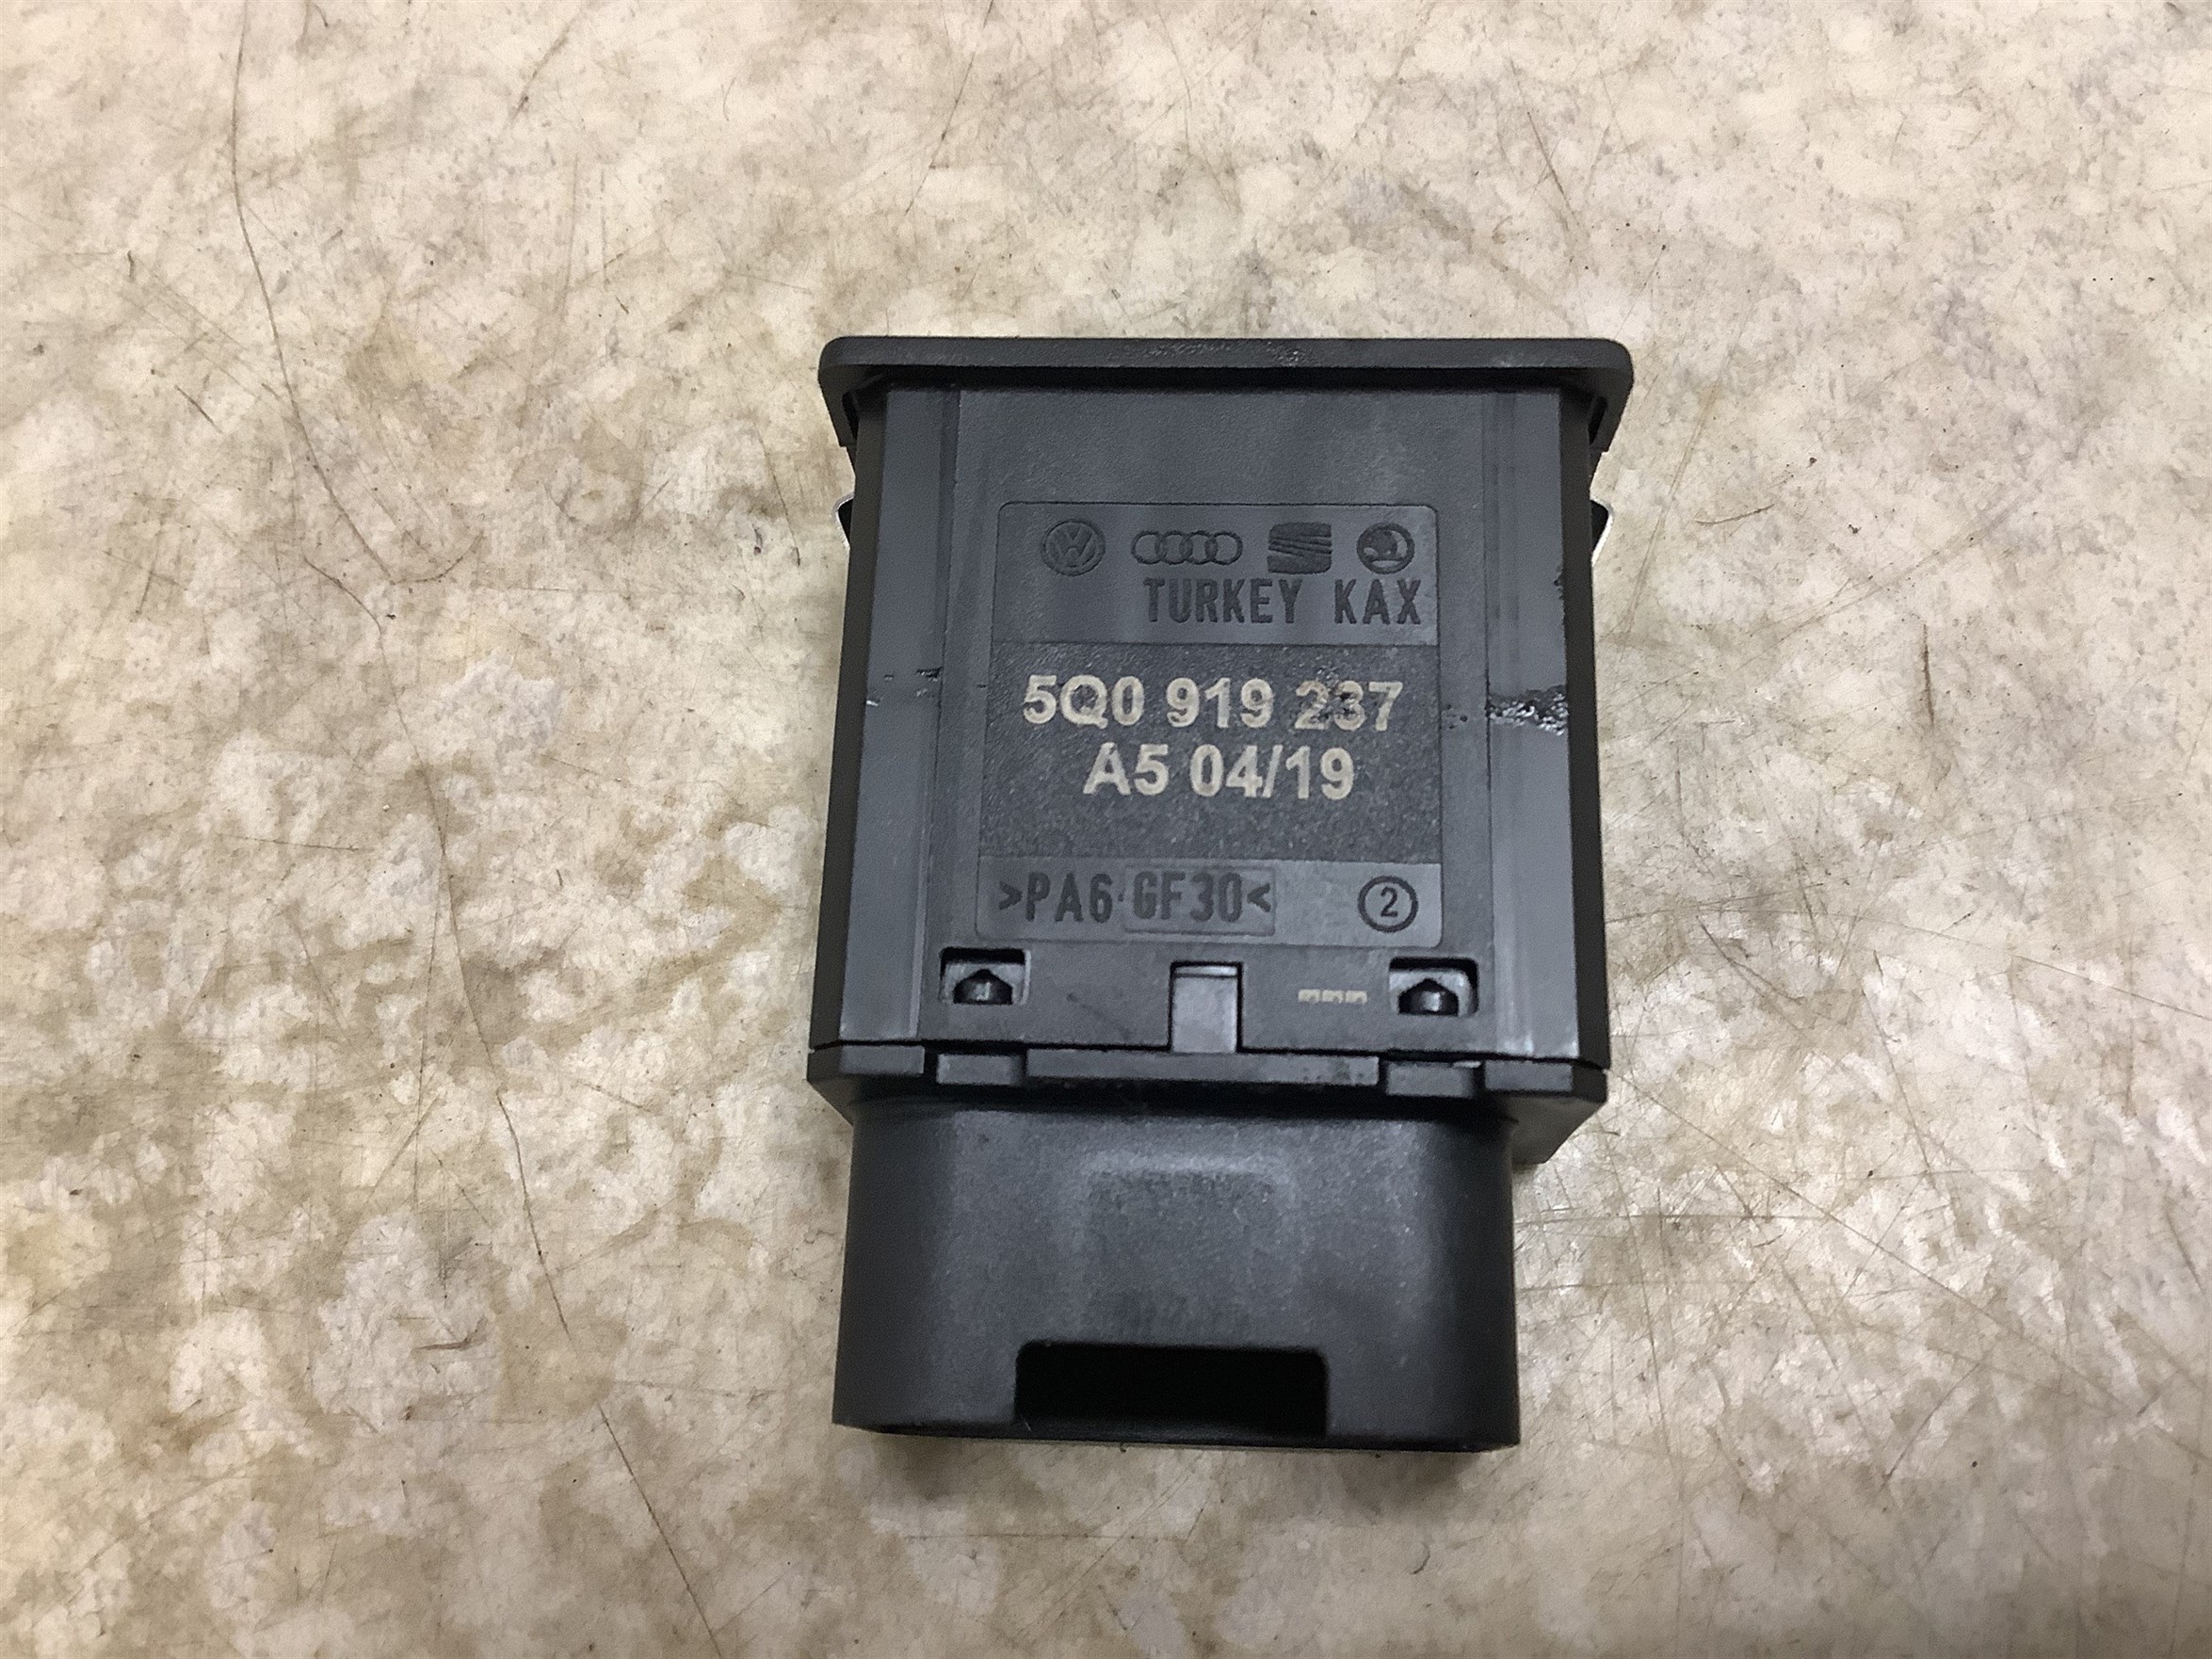 TURKEY KAX
5Q0 919 237
A5 04/19
>PA6-GF30<
2